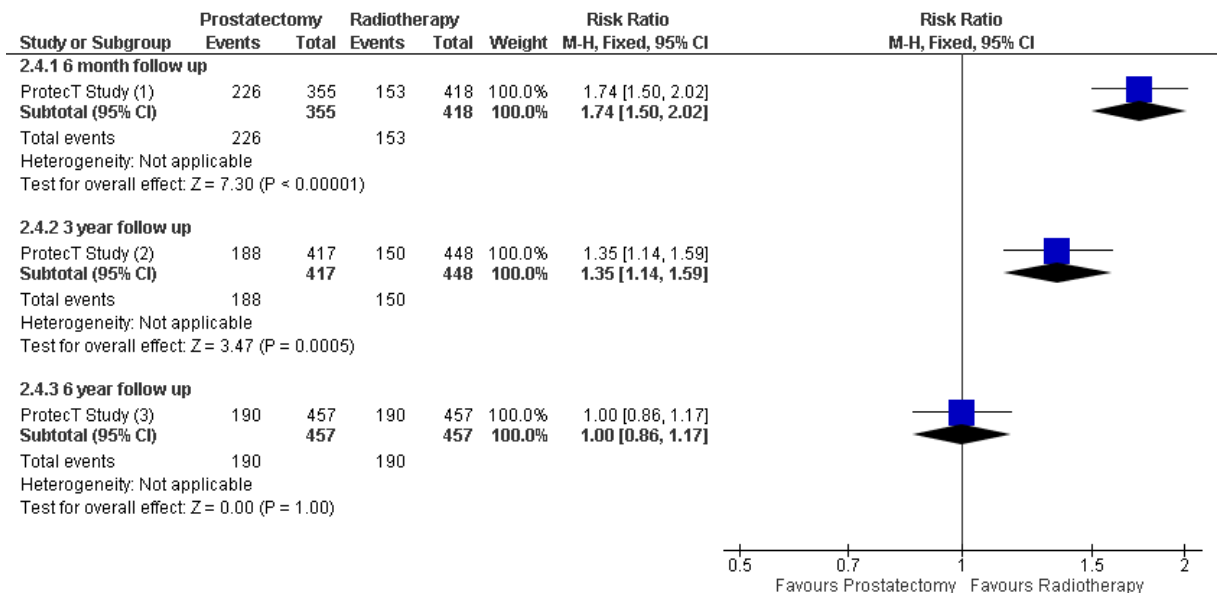 Prostatectomy Radiotherapy Risk Ratio Risk Ratio
Study or Subgroup Events Total Events Total Weight M-H, Fixed, 95% CI M-H, Fixed, 95% CI
2.4.1 6 month follow up
ProtecT Study (1) 226 355 153 418 100.0% 1.74 [1.50, 2.02]
Subtotal (95% CI) 355 418 100.0% 1.74 [1.50, 2.02]
Total events 226 153
Heterogeneity: Not applicable
Test for overall effect: Z = 7.30 (P < 0.00001)
2.4.2 3 year follow up
ProtecT Study (2) 188 417 150 448 100.0% 1.35 [1.14, 1.59]
Subtotal (95% CI) 417 448 100.0% 1.35 [1.14, 1.59]
Total events 188 150
Heterogeneity: Not applicable
Test for overall effect: Z = 3.47 (P = 0.0005)
2.4.3 6 year follow up
ProtecT Study (3) 190 457 190 457 100.0% 1.00 [0.86, 1.17]
Subtotal (95% CI) 457 457 100.0% 1.00 [0.86, 1.17]
Total events 190 190
Heterogeneity: Not applicable
Test for overall effect: Z = 0.00 (P = 1.00)
0.5 0.7 1 1.5 2
Favours Prostatectomy Favours Radiotherapy